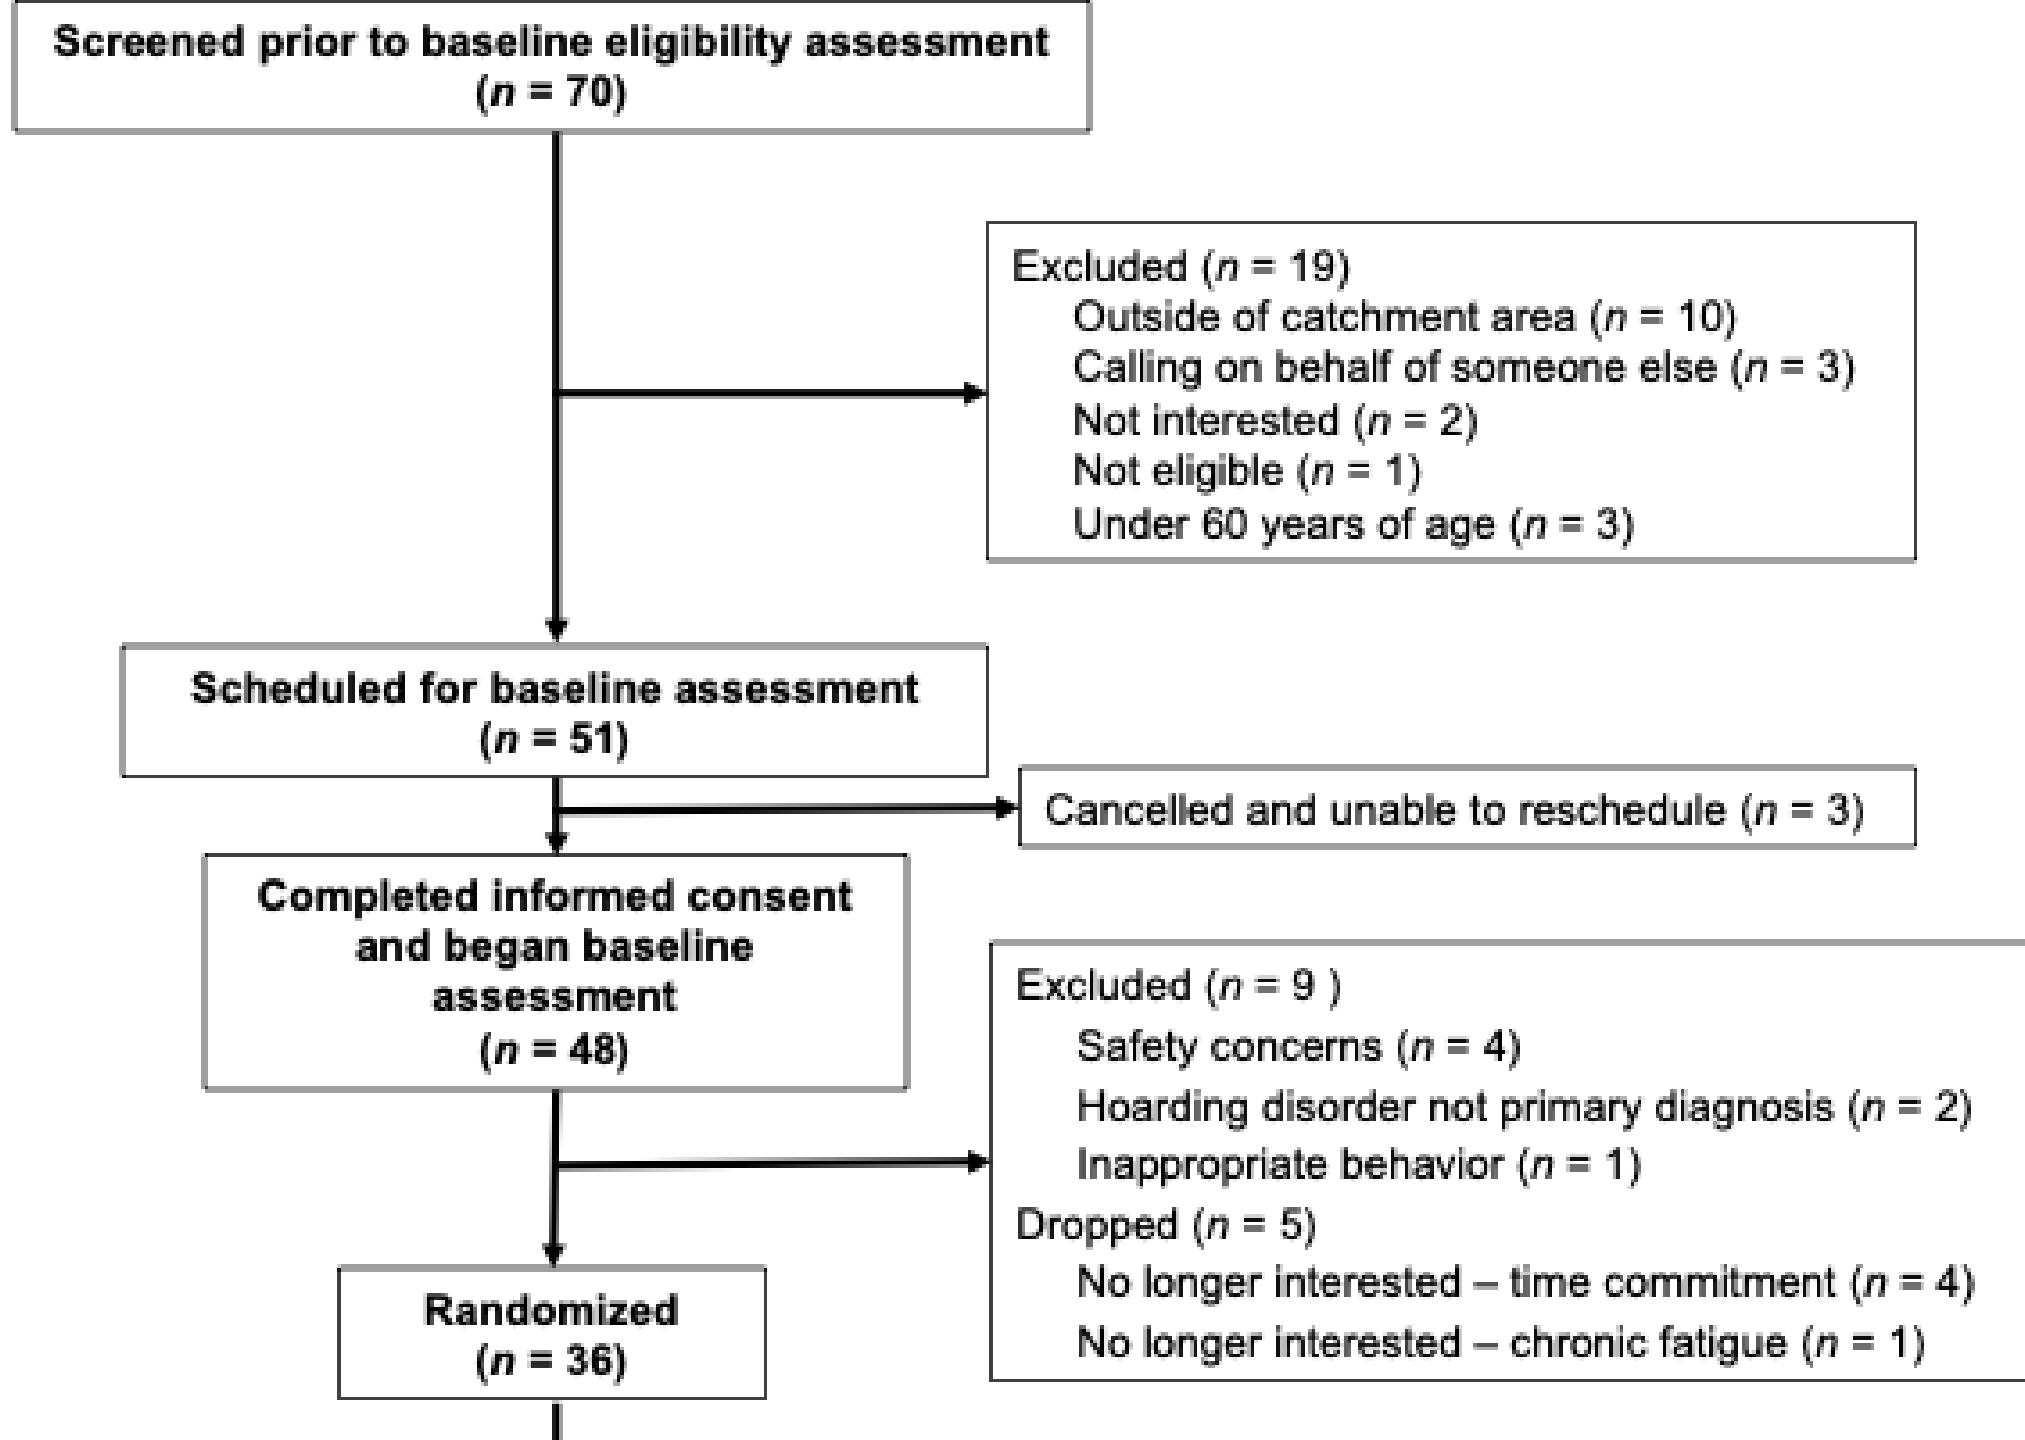 Screened prior to baseline eligibility assessment
(n = 70)
Excluded (n = 19)
Outside of catchment area (n = 10)
Calling on behalf of someone else (n = 3)
Not interested (n = 2)
Not eligible (n = 1)
Under 60 years of age (n = 3)
Scheduled for baseline assessment
(n = 51)
Cancelled and unable to reschedule (n = 3)
Completed informed consent
and began baseline
assessment
(n = 48)
Excluded (n = 9 )
Safety concerns (n = 4)
Hoarding disorder not primary diagnosis (n = 2)
Inappropriate behavior (n = 1)
Dropped (n = 5)
No longer interested – time commitment (n = 4)
No longer interested – chronic fatigue (n = 1)
Randomized
(n = 36)